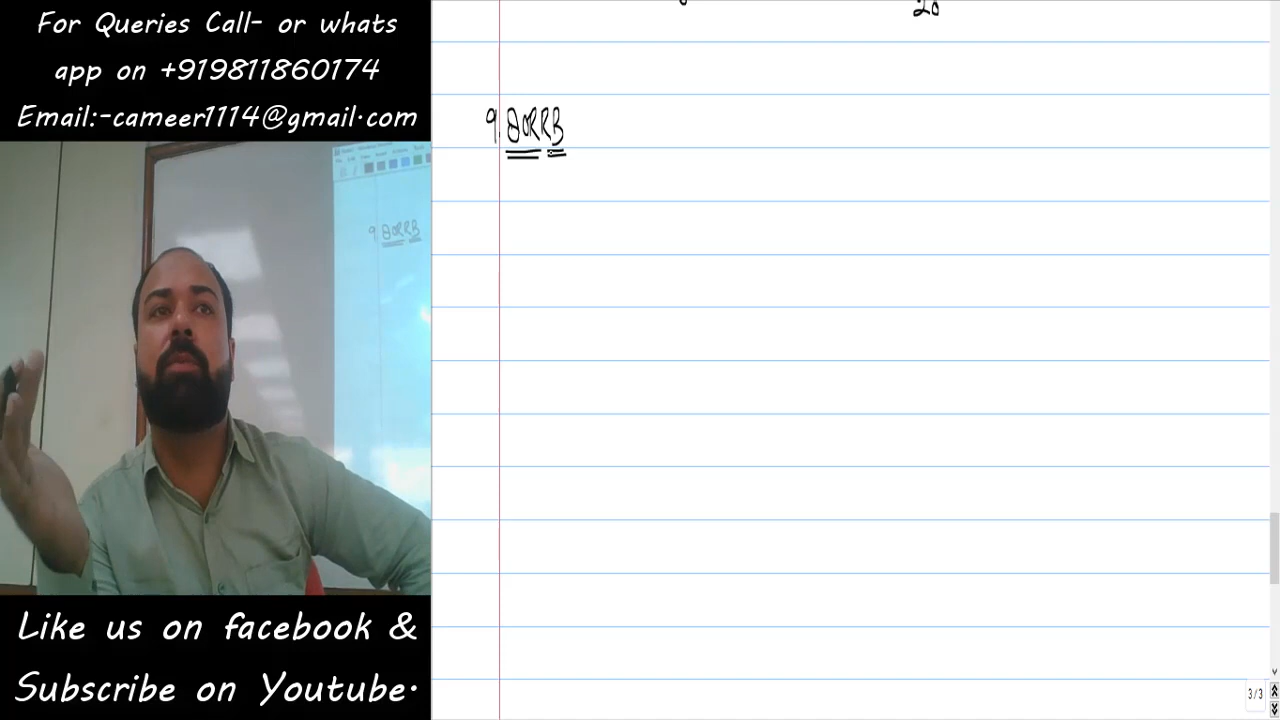 For Queries Call- or whats
app on +919811860174
Email:-cameer1114@gmail.com
Like us on facebook &
Subscribe on Youtube.
20
9.
3/3